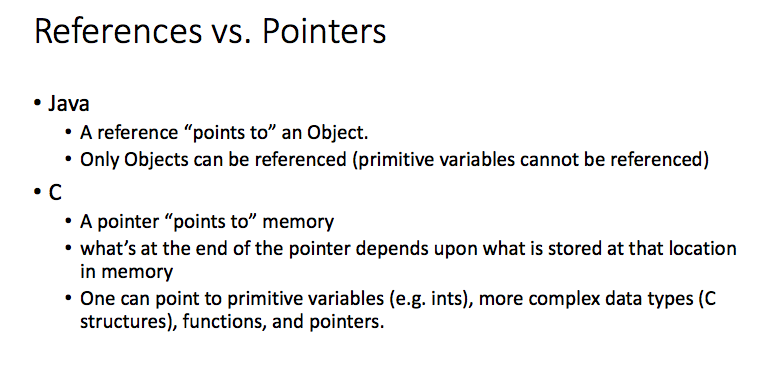 References vs. Pointers
• Java
• A reference “points to” an Object.
• Only Objects can be referenced (primitive variables cannot be referenced)
• C
• A pointer “points to” memory
• what’s at the end of the pointer depends upon what is stored at that location
in memory
• One can point to primitive variables (e.g. ints), more complex data types (C
structures), functions, and pointers.